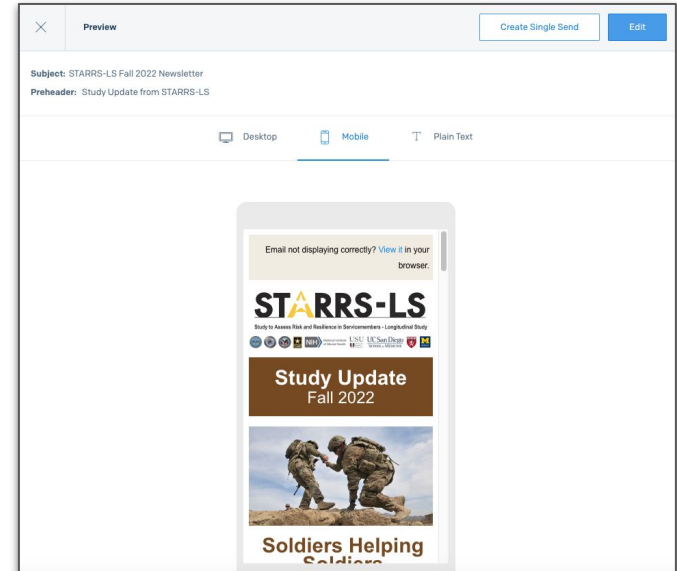 Preview
Create Single Send
Edit
Subject: STARRS-LS Fall 2022 Newsletter
Preheader: Study Update from STARRS-LS
Desktop
Mobile
T Plain Text
Email not displaying correctly? View it in your
browser.
STARRS-LS
Study to Assess Risk and Resilience in Servicemembers - Longitudinal Study
NIH USU UC San Diego M
Study Update
Fall 2022
Soldiers Helping
Soldiers